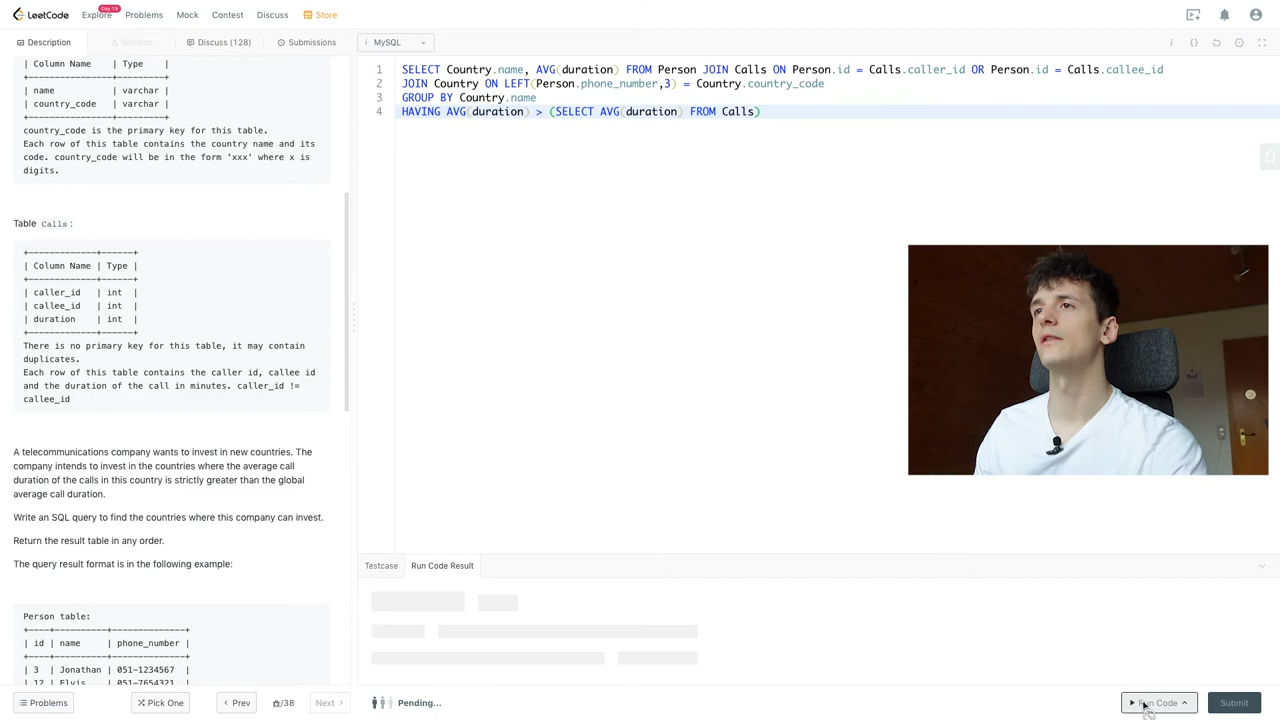 LeetCode
Explore
Day 19
Problems
Mock
Contest
Discuss
Store
Description
Solution
Discuss (128)
Submissions
i MySQL
| Column Name | Type |
+--------------+---------+
| name | varchar |
| country_code | varchar |
+--------------+---------+
country_code is the primary key for this table.
Each row of this table contains the country name and its
code. country_code will be in the form 'xxx' where x is
digits.
Table Calls :
+-------------+------+
| Column Name | Type |
+-------------+------+
| caller_id | int |
| callee_id | int |
| duration | int |
+-------------+------+
There is no primary key for this table, it may contain
duplicates.
Each row of this table contains the caller id, callee id
and the duration of the call in minutes. caller_id !=
callee_id
A telecommunications company wants to invest in new countries. The
company intends to invest in the countries where the average call
duration of the calls in this country is strictly greater than the global
average call duration.
Write an SQL query to find the countries where this company can invest.
Return the result table in any order.
The query result format is in the following example:
Person table:
+----+----------+--------------+
| id | name | phone_number |
+----+----------+--------------+
| 3 | Jonathan | 051-1234567 |
| 12 | Elvis | 051-7654321 |
1 SELECT Country.name, AVG(duration) FROM Person JOIN Calls ON Person.id = Calls.caller_id OR Person.id = Calls.callee_id
2 JOIN Country ON LEFT(Person.phone_number,3) = Country.country_code
3 GROUP BY Country.name
4 HAVING AVG(duration) > (SELECT AVG(duration) FROM Calls)
Testcase
Run Code Result
Problems
Pick One
Prev
/38
Next
Pending...
Run Code
Submit